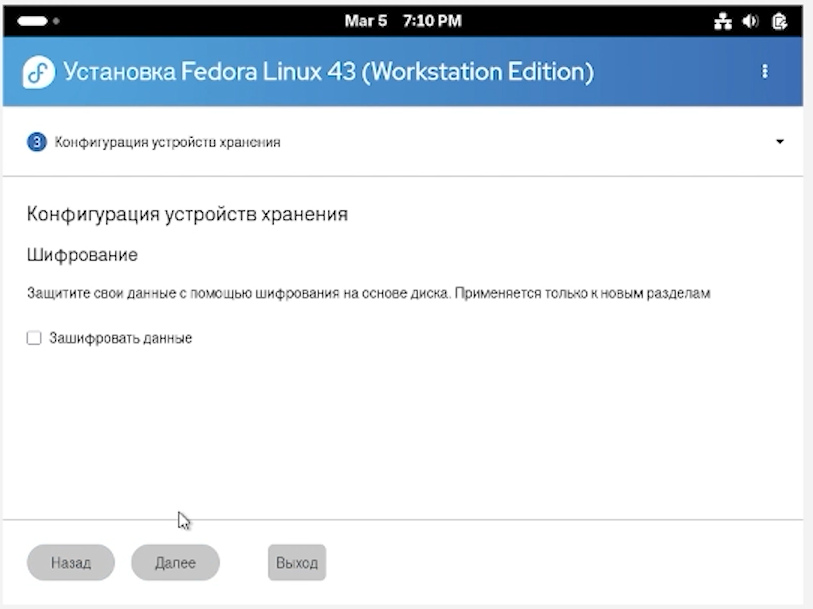 Mar 5 7:10 PM
Установка Fedora Linux 43 (Workstation Edition)
3 Конфигурация устройств хранения
Конфигурация устройств хранения
Шифрование
Защитите свои данные с помощью шифрования на основе диска. Применяется только к новым разделам
Зашифровать данные
Назад Далее Выход